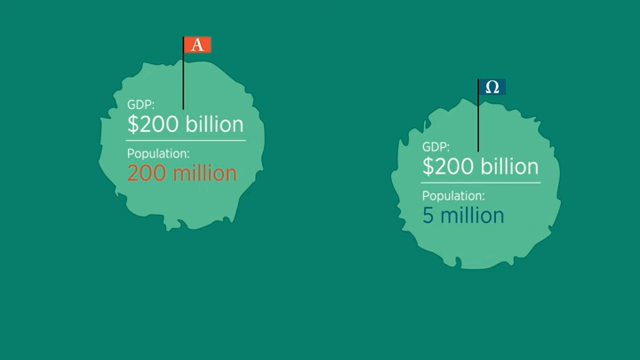 A
GDP:
$200 billion
Population:
200 million
Ω
GDP:
$200 billion
Population:
5 million